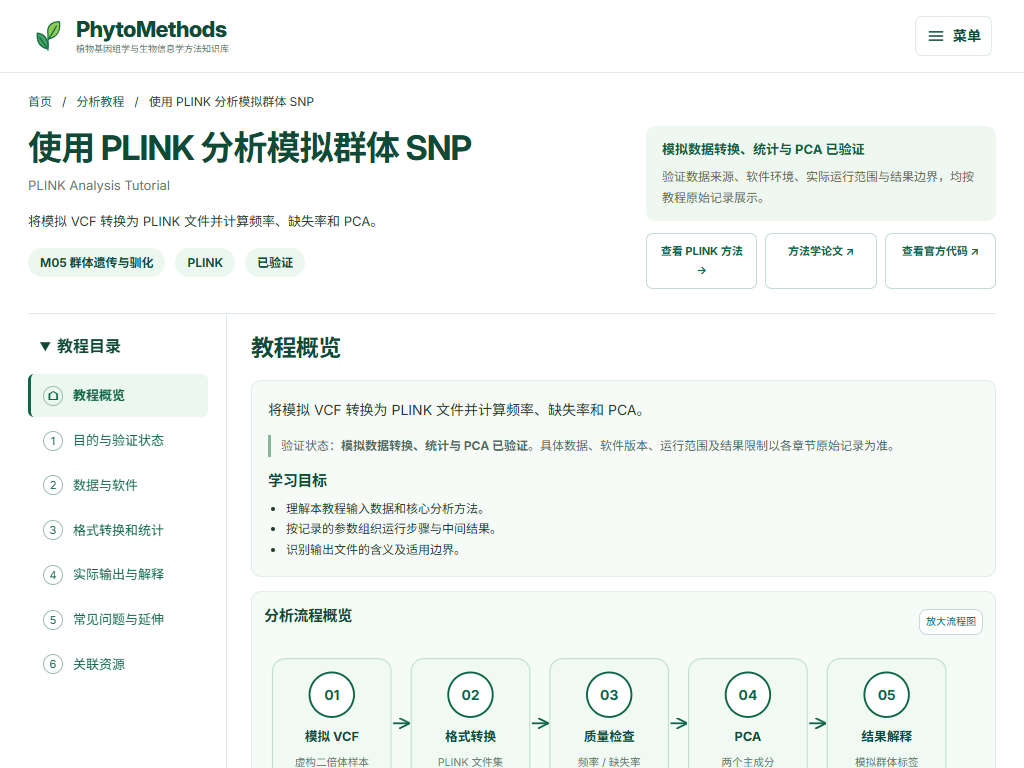 PhytoMethods
植物基因组学与生物信息学方法知识库
菜单
首页 / 分析教程 / 使用 PLINK 分析模拟群体 SNP
使用 PLINK 分析模拟群体 SNP
PLINK Analysis Tutorial
将模拟 VCF 转换为 PLINK 文件并计算频率、缺失率和 PCA。
M05 群体遗传与驯化 PLINK 已验证
模拟数据转换、统计与 PCA 已验证
验证数据来源、软件环境、实际运行范围与结果边界，均按
教程原始记录展示。
查看 PLINK 方法 →
方法学论文 ↗
查看官方代码 ↗
▼ 教程目录
教程概览
1 目的与验证状态
2 数据与软件
3 格式转换和统计
4 实际输出与解释
5 常见问题与延伸
6 关联资源
教程概览
将模拟 VCF 转换为 PLINK 文件并计算频率、缺失率和 PCA。
验证状态：模拟数据转换、统计与 PCA 已验证。具体数据、软件版本、运行范围及结果限制以各章节原始记录为准。
学习目标
• 理解本教程输入数据和核心分析方法。
• 按记录的参数组织运行步骤与中间结果。
• 识别输出文件的含义及适用边界。
分析流程概览
放大流程图
01 02 03 04 05
模拟 VCF 格式转换 质量检查 PCA 结果解释
虚构二倍体样本 PLINK 文件集 频率 / 缺失率 两个主成分 模拟群体标签